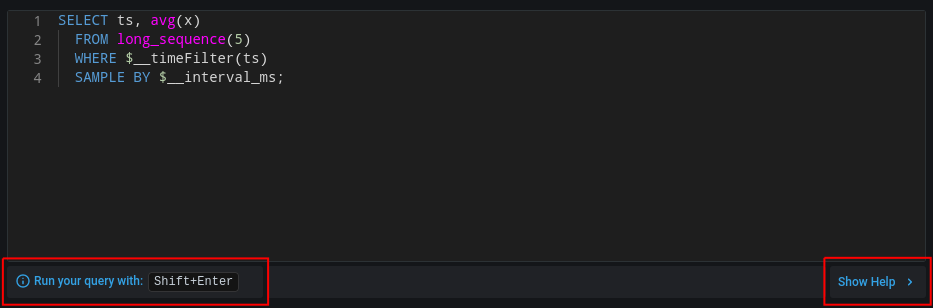 1 SELECT ts, avg(x)
2 FROM long_sequence(5)
3 WHERE $__timeFilter(ts)
4 SAMPLE BY $__interval_ms;
Run your query with: Shift+Enter
Show Help